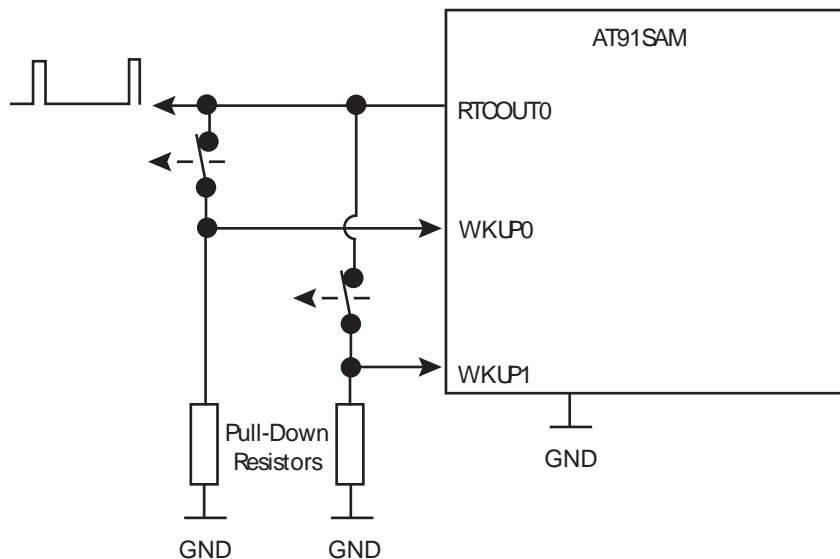 AT91SAM
RTCOUT0
WKUP0
WKUP1
Pull-Down
Resistors
GND
GND
GND